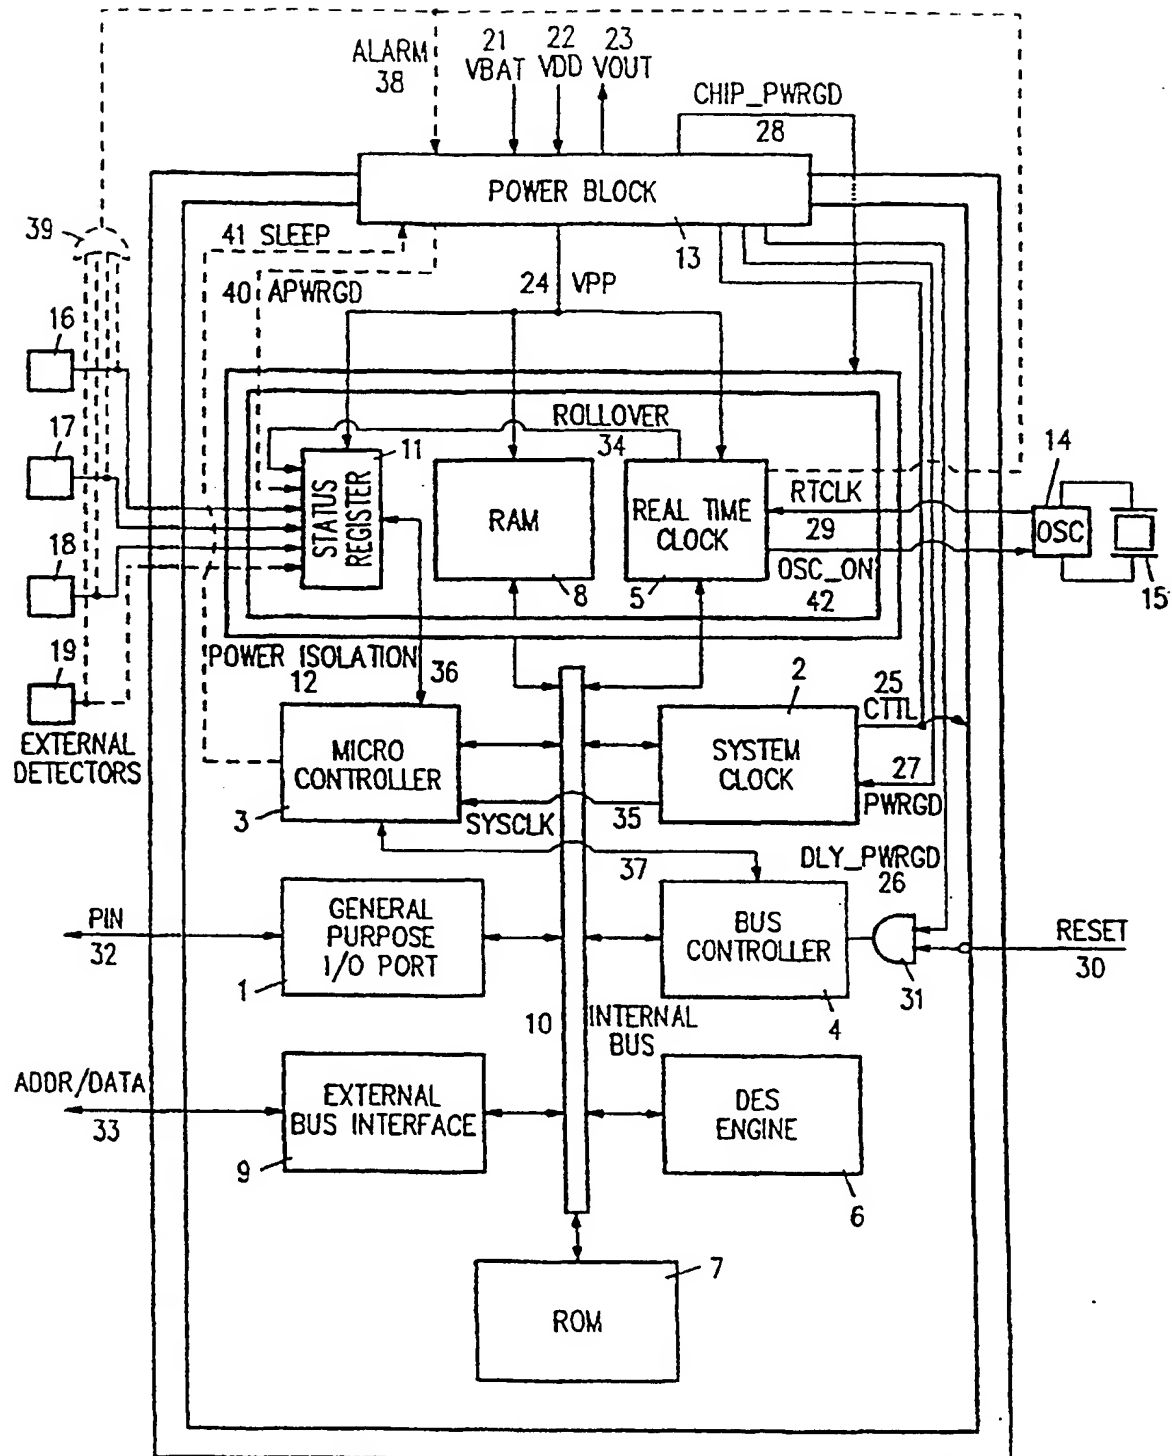 ALARM
38
21
VBAT
22
VDD
23
VOUT
CHIP_PWRGD
28
POWER BLOCK
13
39
41 SLEEP
40 APWRGD
24 VPP
16
17
18
19
EXTERNAL
DETECTORS
ROLLOVER
34
11
STATUS
REGISTER
RAM
8
REAL TIME
CLOCK
5
RTCLK
29
OSC_ON
42
14
OSC
15
POWER ISOLATION
12
36
MICRO
CONTROLLER
3
SYSCLK
35
2
SYSTEM
CLOCK
25
CTTL
27
PWRGD
37
DLY_PWRGD
26
PIN
32
GENERAL
PURPOSE
I/O PORT
1
BUS
CONTROLLER
4
31
RESET
30
10
INTERNAL
BUS
ADDR/DATA
33
EXTERNAL
BUS INTERFACE
9
DES
ENGINE
6
7
ROM